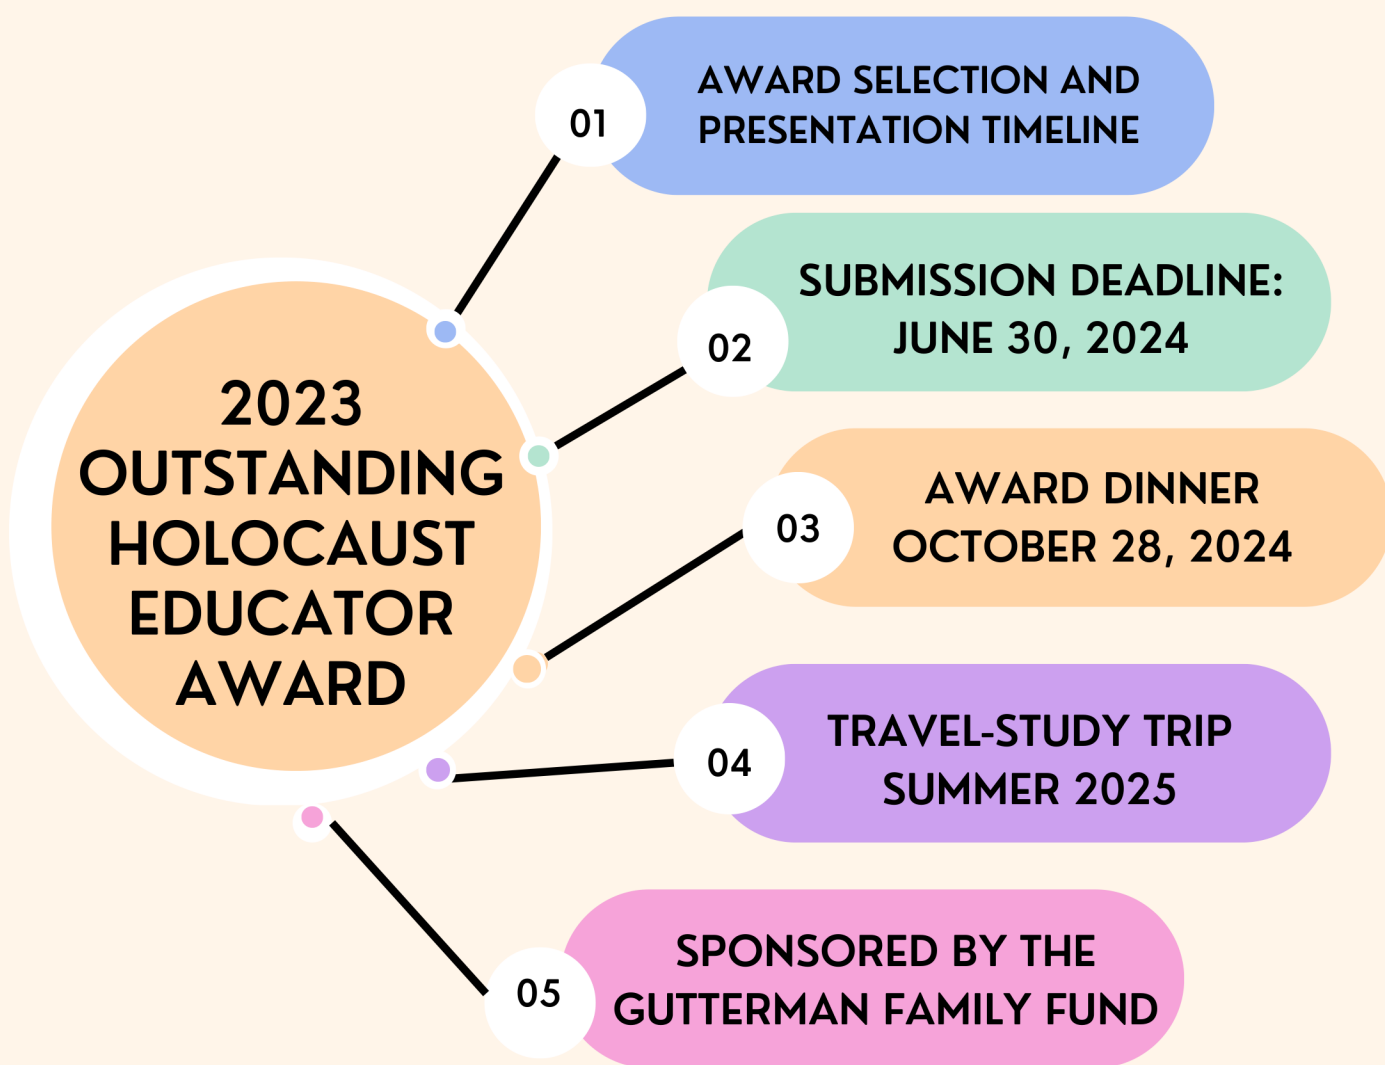 2023
OUTSTANDING
HOLOCAUST
EDUCATOR
AWARD
01
AWARD SELECTION AND
PRESENTATION TIMELINE
02
SUBMISSION DEADLINE:
JUNE 30, 2024
03
AWARD DINNER
OCTOBER 28, 2024
04
TRAVEL-STUDY TRIP
SUMMER 2025
05
SPONSORED BY THE
GUTTERMAN FAMILY FUND